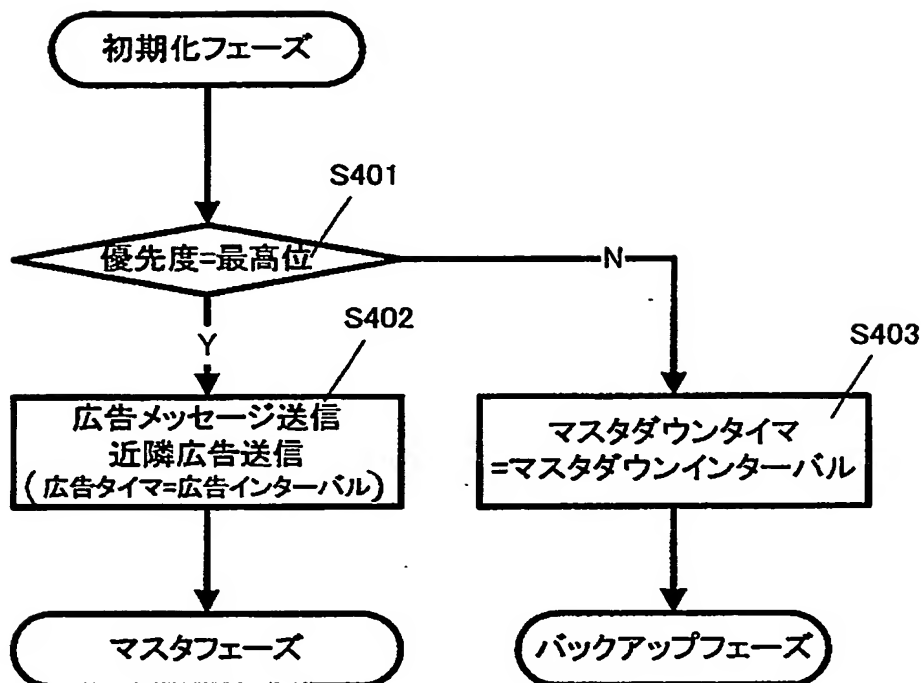 初期化フェーズ
S401
優先度=最高位
N
Y
S402
S403
広告メッセージ送信
近隣広告送信
(広告タイマ=広告インターバル)
マスタダウンタイマ
=マスタダウンインターバル
マスタフェーズ
バックアップフェーズ